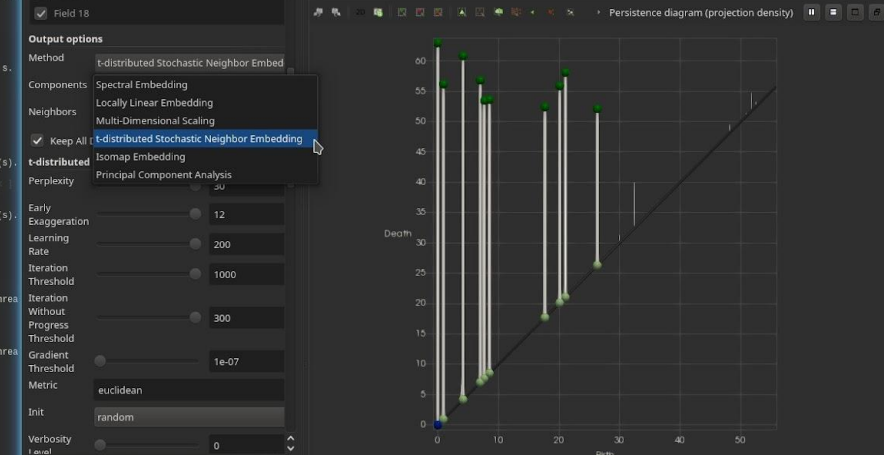 Field 18
Output options
s.
Method
t-distributed Stochastic Neighbor Embed
Components
Spectral Embedding
Locally Linear Embedding
Neighbors
Multi-Dimensional Scaling
Keep All D
t-distributed Stochastic Neighbor Embedding
(s).
t-distributed
Isomap Embedding
Principal Component Analysis
Perplexity
30
(s).
Early
Exaggeration
12
Learning
Rate
200
Iteration
Threshold
1000
Iteration
Without
Progress
Threshold
300
Gradient
Threshold
1e-07
Metric
euclidean
Init
random
Verbosity
Level
0
hrea
hrea
2D
Persistence diagram (projection density)
Death
60
55
50
45
40
35
30
25
20
15
10
5
0
0
10
20
30
40
50
Birth